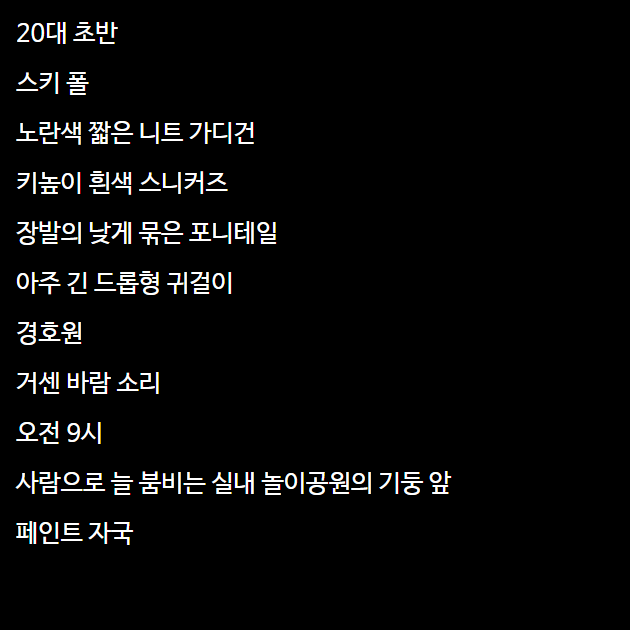 20대 초반
스키 폴
노란색 짧은 니트 가디건
키높이 흰색 스니커즈
장발의 낮게 묶은 포니테일
아주 긴 드롭형 귀걸이
경호원
거센 바람 소리
오전 9시
사람으로 늘 붐비는 실내 놀이공원의 기둥 앞
페인트 자국